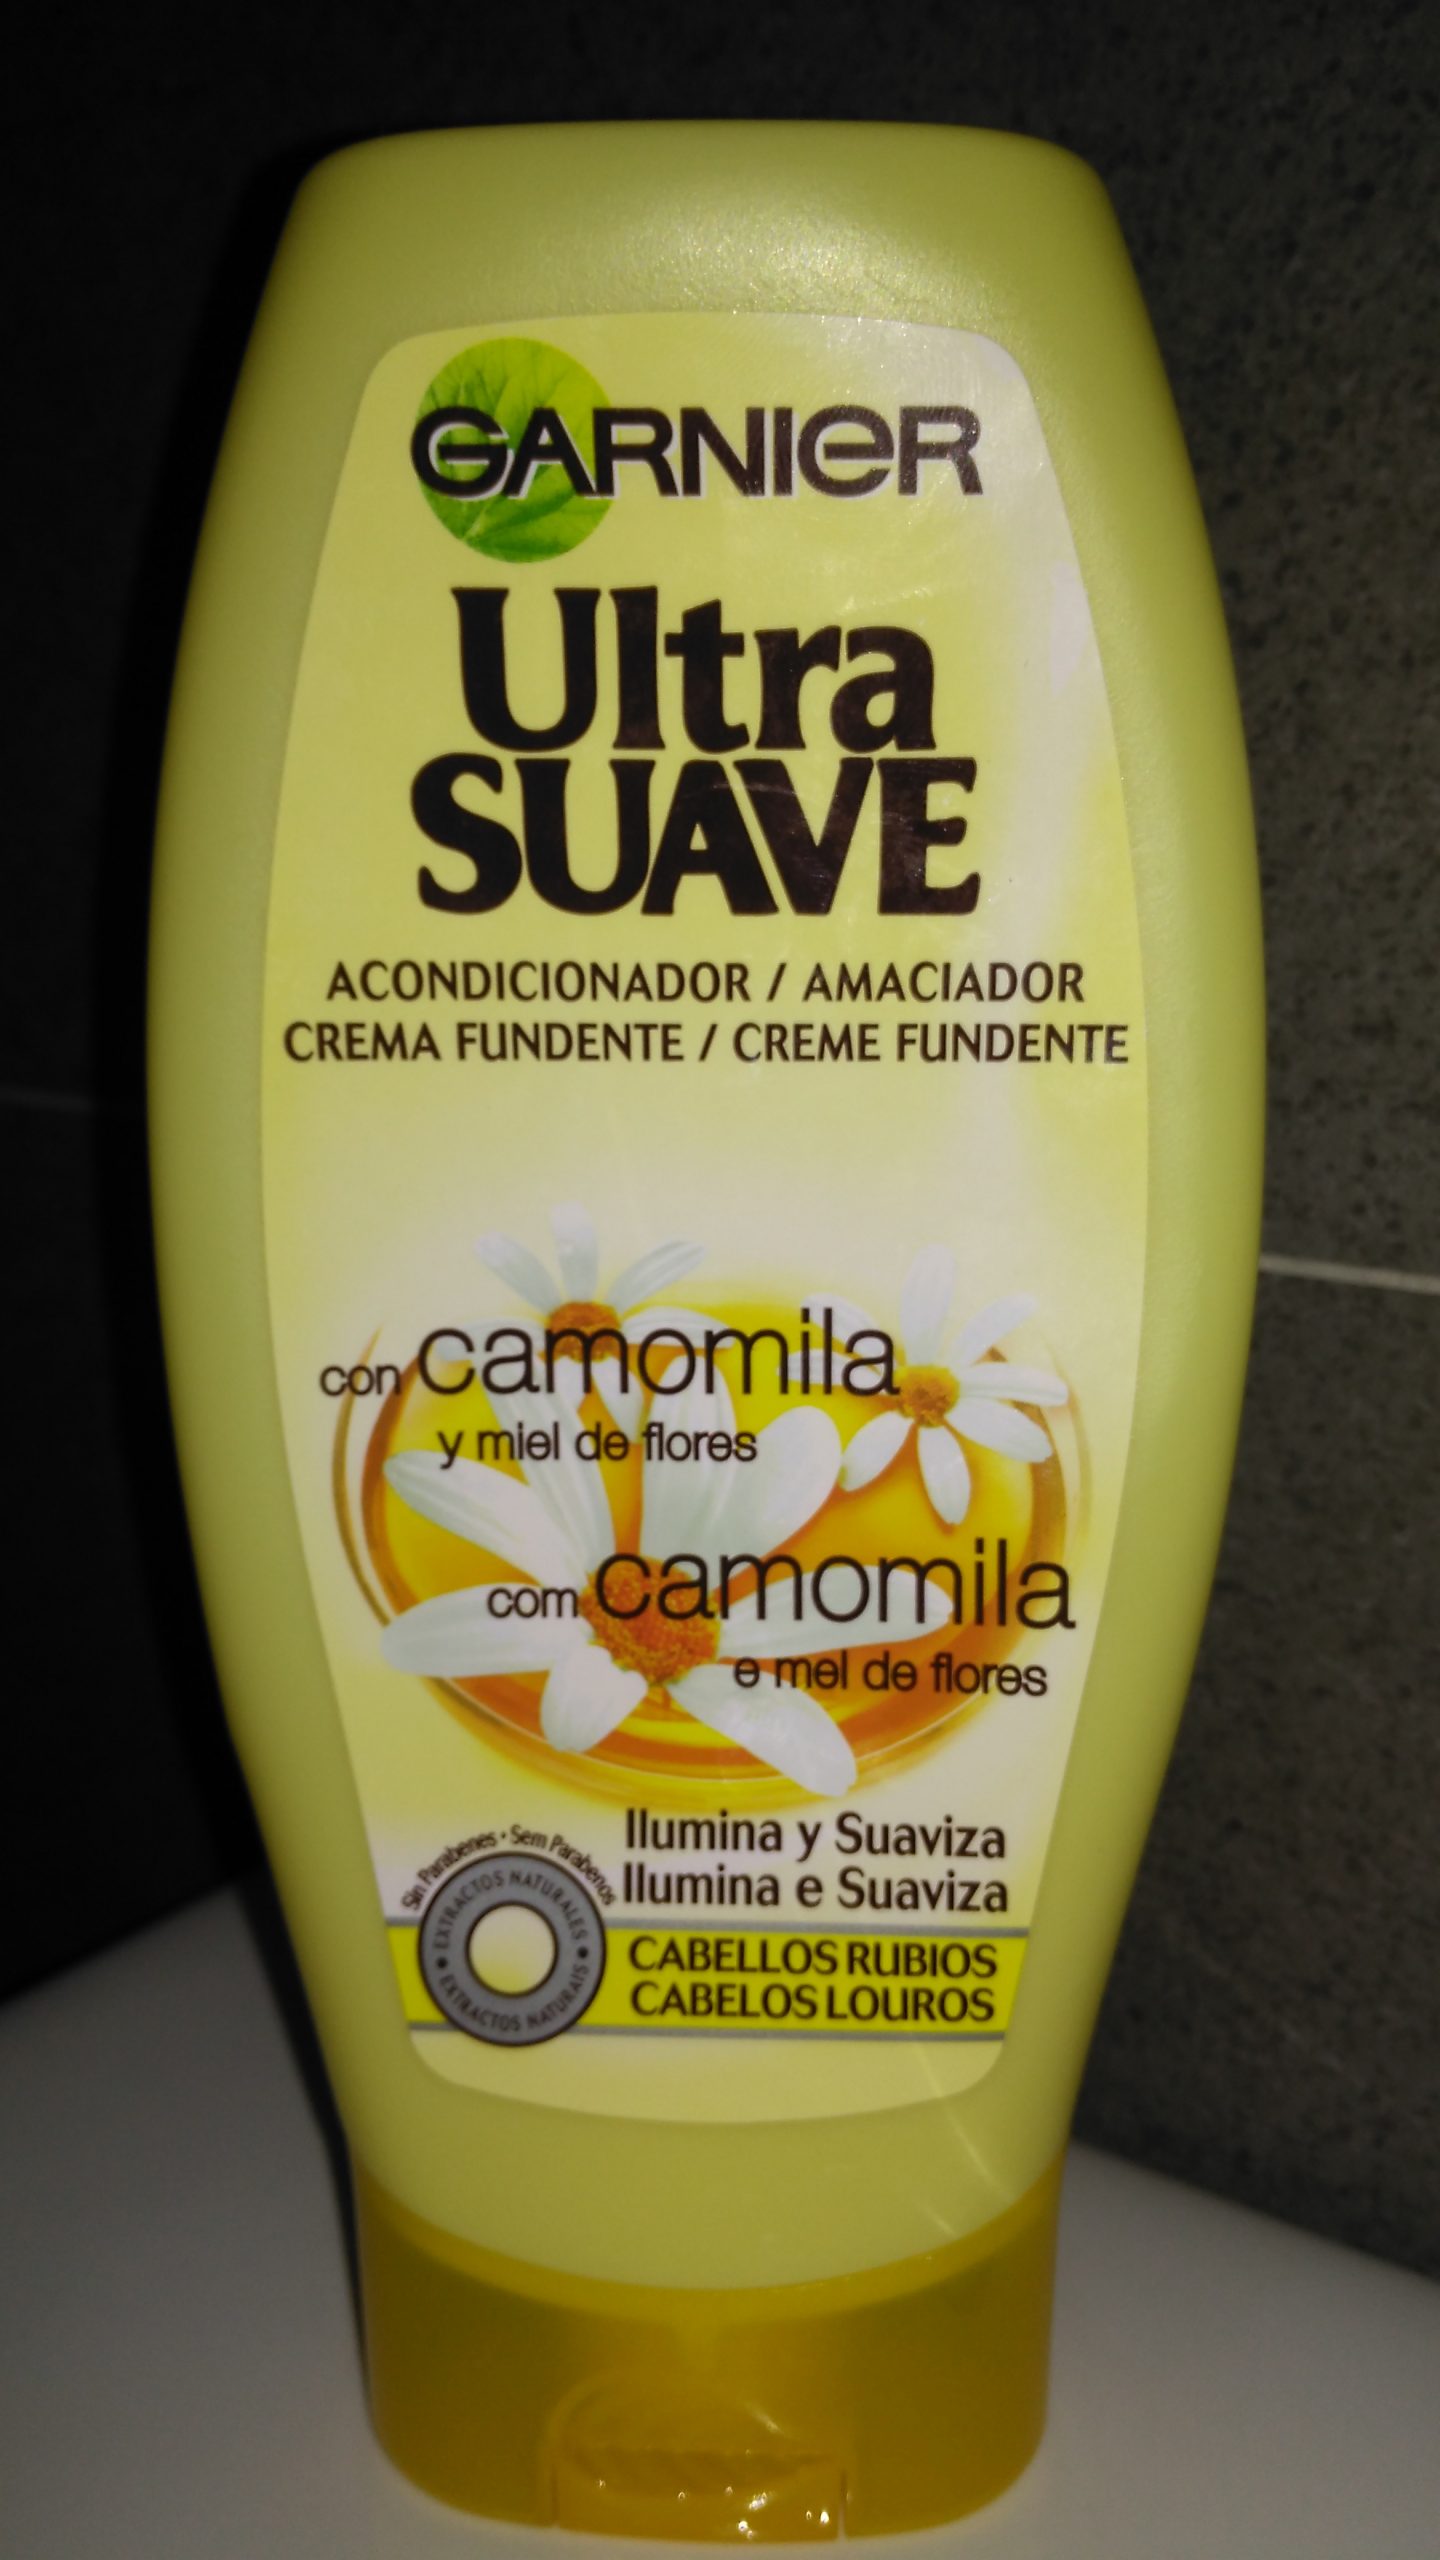 GARNIER
Ultra
SUAVE
ACONDICIONADOR / AMACIADOR
CREMA FUNDENTE / CREME FUNDENTE
con camomila
y miel de flores
com camomila
e mel de flores
Ilumina y Suaviza
Ilumina e Suaviza
Sin Parabenes • Sem Parabenos
EXTRACTOS NATURALES • EXTRACTOS NATURAIS •
CABELLOS RUBIOS
CABELOS LOUROS